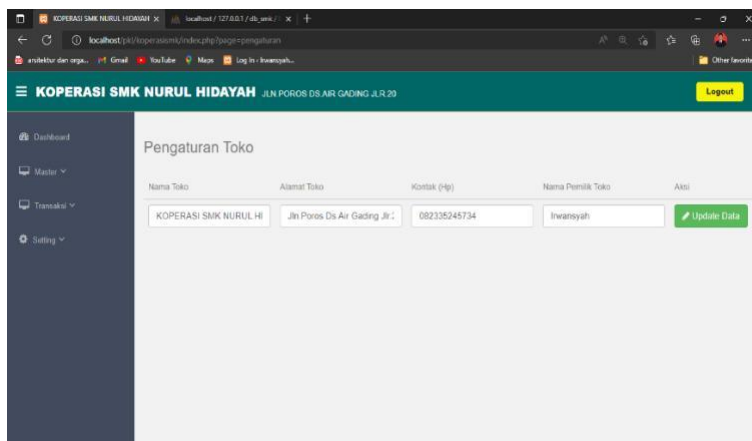 KOPERASI SMK NURUL HIDAYAH
localhost / 127.0.0.1 / db_smk /
localhost/pkl/koperasismk/index.php?page=pengaturan
arsitektur dan orga...
Gmail
YouTube
Maps
Log In - Irwansyah...
Other favorite
KOPERASI SMK NURUL HIDAYAH JLN.POROS DS.AIR GADING JLR.20
Logout
Dashboard
Master
Transaksi
Setting
Pengaturan Toko
Nama Toko Alamat Toko Kontak (Hp) Nama Pemilik Toko Aksi
KOPERASI SMK NURUL HI Jln Poros Ds Air Gading Jlr 082335245734 Irwansyah Update Data